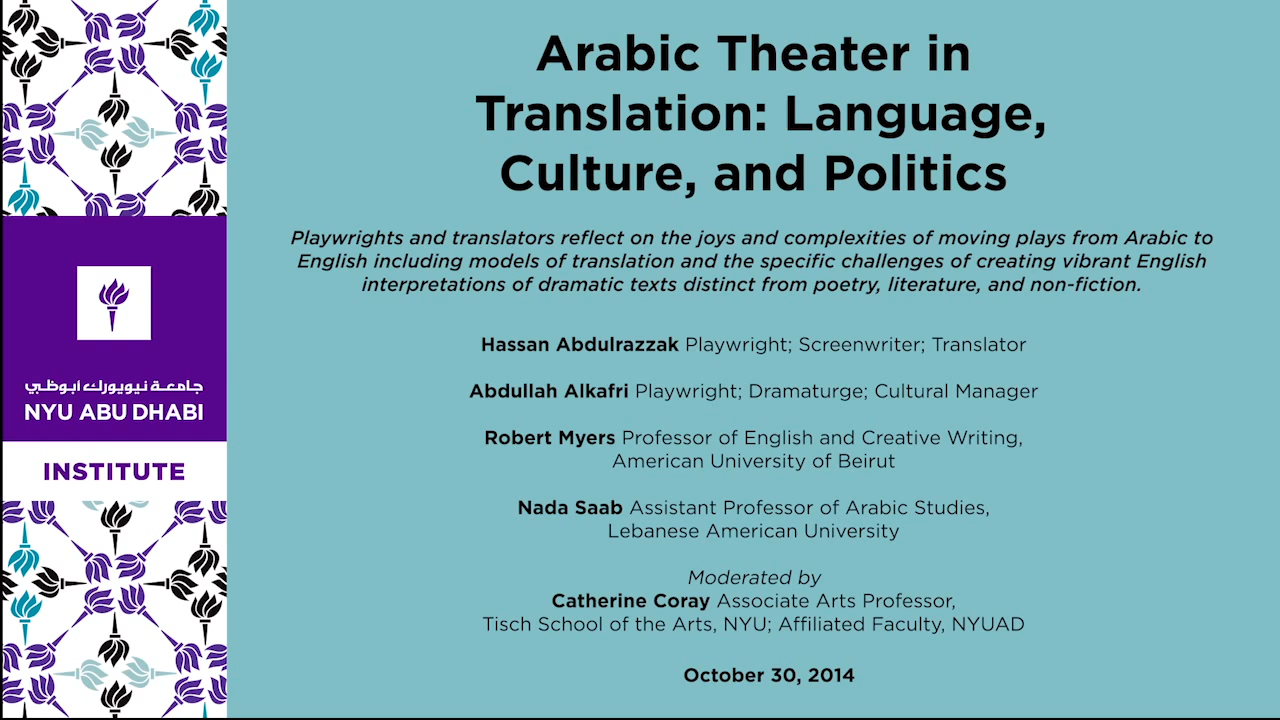 Arabic Theater in
Translation: Language,
Culture, and Politics
Playwrights and translators reflect on the joys and complexities of moving plays from Arabic to
English including models of translation and the specific challenges of creating vibrant English
interpretations of dramatic texts distinct from poetry, literature, and non-fiction.
Hassan Abdulrazzak Playwright; Screenwriter; Translator
Abdullah Alkafri Playwright; Dramaturge; Cultural Manager
Robert Myers Professor of English and Creative Writing,
American University of Beirut
Nada Saab Assistant Professor of Arabic Studies,
Lebanese American University
Moderated by
Catherine Coray Associate Arts Professor,
Tisch School of the Arts, NYU; Affiliated Faculty, NYUAD
October 30, 2014
جامعة نيويورك أبوظبي
NYU ABU DHABI
INSTITUTE